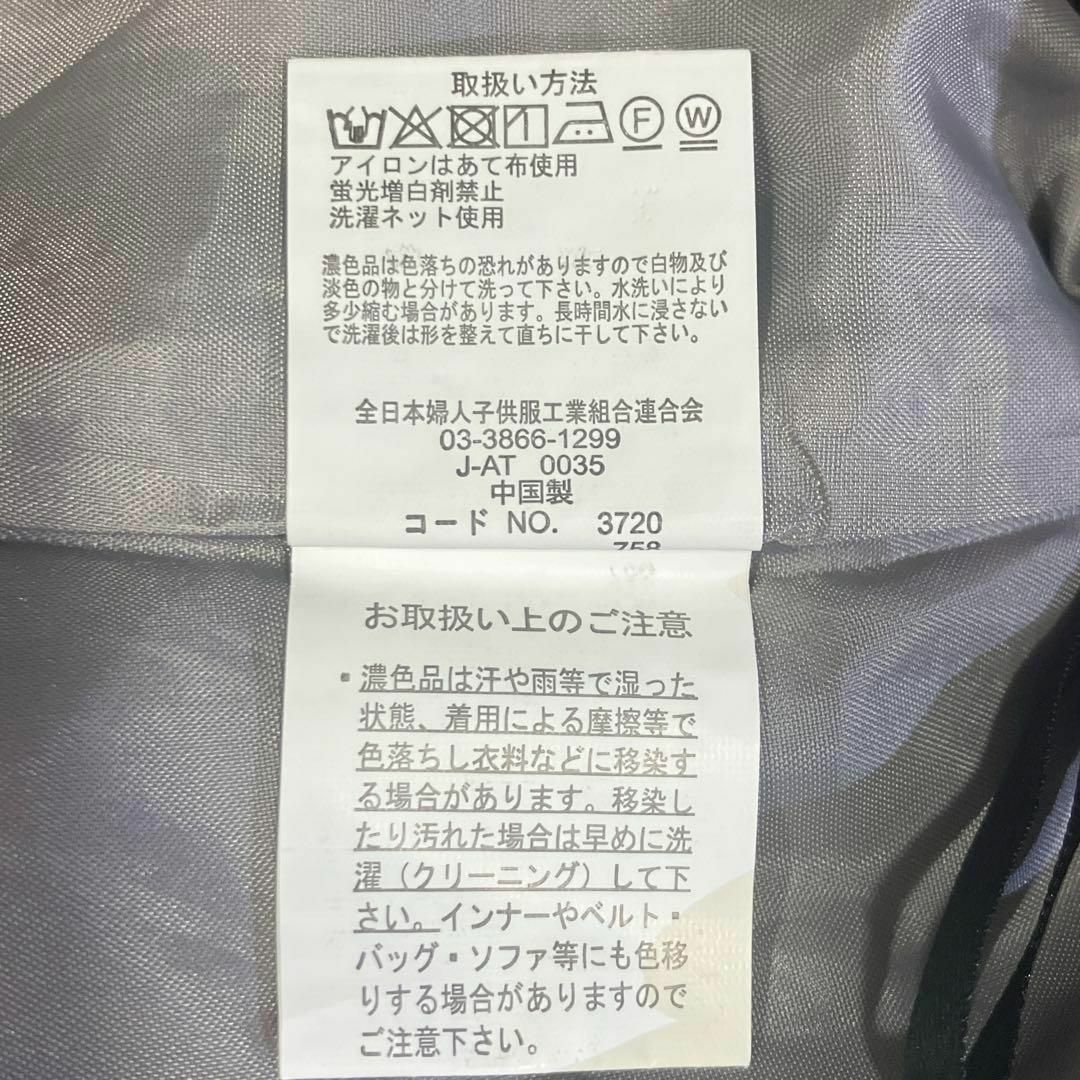 取扱い方法
F
W
アイロンはあて布使用
蛍光増白剤禁止
洗濯ネット使用
濃色品は色落ちの恐れがありますので白物及び
淡色の物と分けて洗って下さい。水洗いにより
多少縮む場合があります。長時間水に浸さない
で洗濯後は形を整えて直ちに干して下さい。
全日本婦人子供服工業組合連合会
03-3866-1299
J-AT 0035
中国製
コード NO. 3720
お取扱い上のご注意
・濃色品は汗や雨等で湿った
状態、着用による摩擦等で
色落ちし衣料などに移染す
る場合があります。移染し
たり汚れた場合は早めに洗
濯（クリーニング）して下
さい。インナーやベルト・
バッグ・ソファ等にも色移
りする場合がありますので
ご注意下さい。